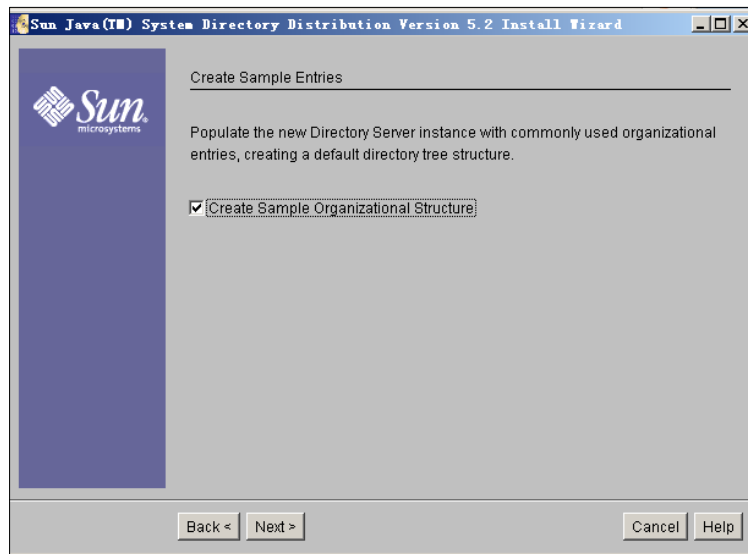 Sun Java(TM) System Directory Distribution Version 5.2 Install Wizard
Sun
microsystems
Create Sample Entries
Populate the new Directory Server instance with commonly used organizational
entries, creating a default directory tree structure.
Create Sample Organizational Structure
Back < Next > Cancel Help